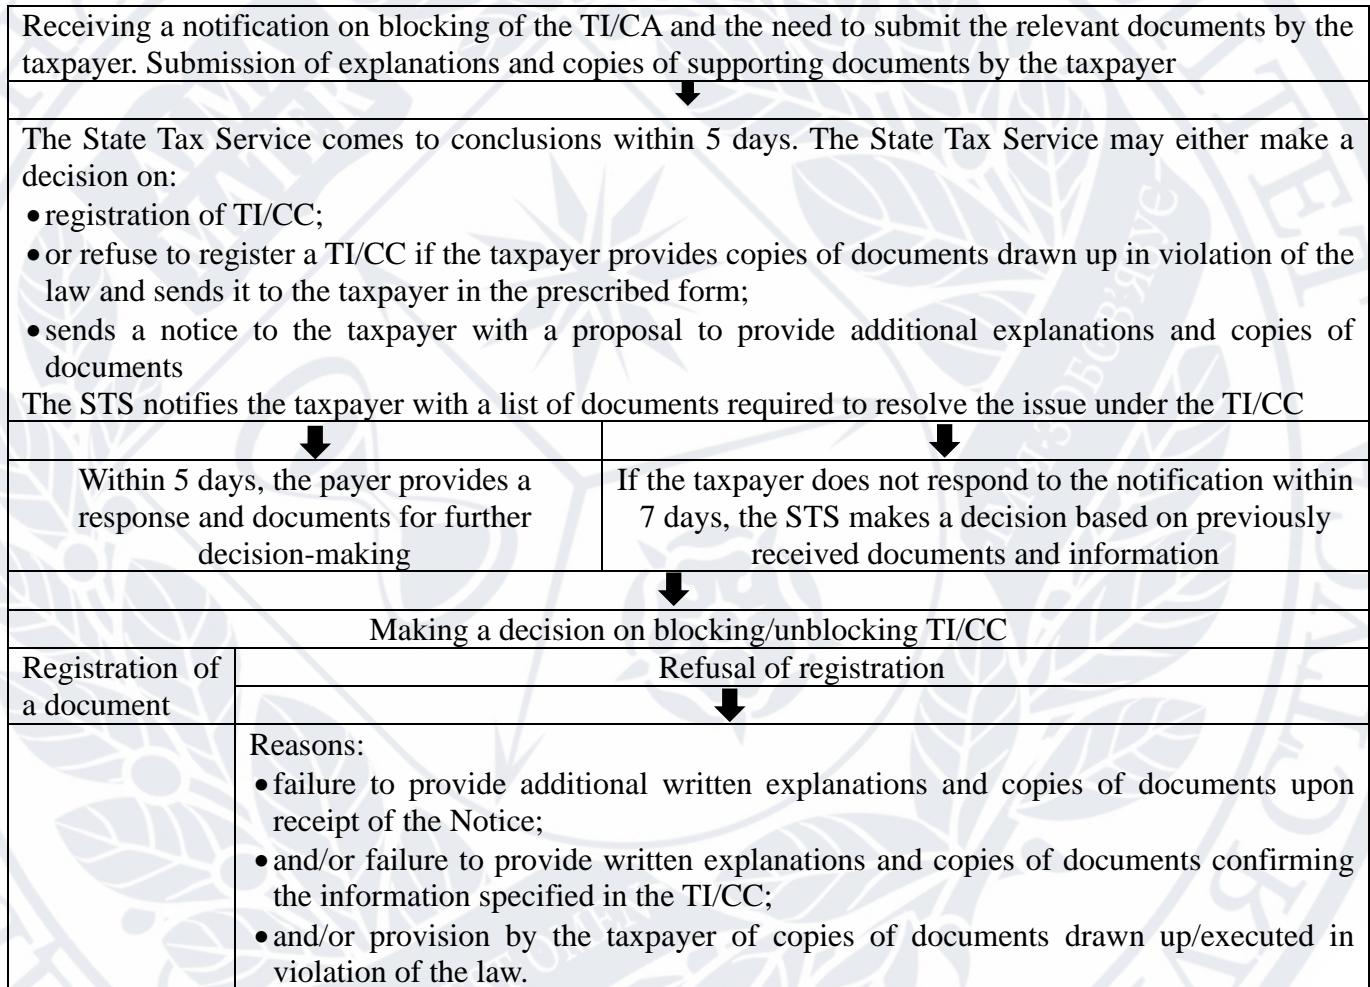 Receiving a notification on blocking of the TI/CA and the need to submit the relevant documents by the
taxpayer. Submission of explanations and copies of supporting documents by the taxpayer
The State Tax Service comes to conclusions within 5 days. The State Tax Service may either make a
decision on:
• registration of TI/CC;
• or refuse to register a TI/CC if the taxpayer provides copies of documents drawn up in violation of the
law and sends it to the taxpayer in the prescribed form;
• sends a notice to the taxpayer with a proposal to provide additional explanations and copies of
documents
The STS notifies the taxpayer with a list of documents required to resolve the issue under the TI/CC
Within 5 days, the payer provides a
response and documents for further
decision-making
If the taxpayer does not respond to the notification within
7 days, the STS makes a decision based on previously
received documents and information
Making a decision on blocking/unblocking TI/CC
Registration of
a document
Refusal of registration
Reasons:
• failure to provide additional written explanations and copies of documents upon
receipt of the Notice;
• and/or failure to provide written explanations and copies of documents confirming
the information specified in the TI/CC;
• and/or provision by the taxpayer of copies of documents drawn up/executed in
violation of the law.
ALMA
MATER